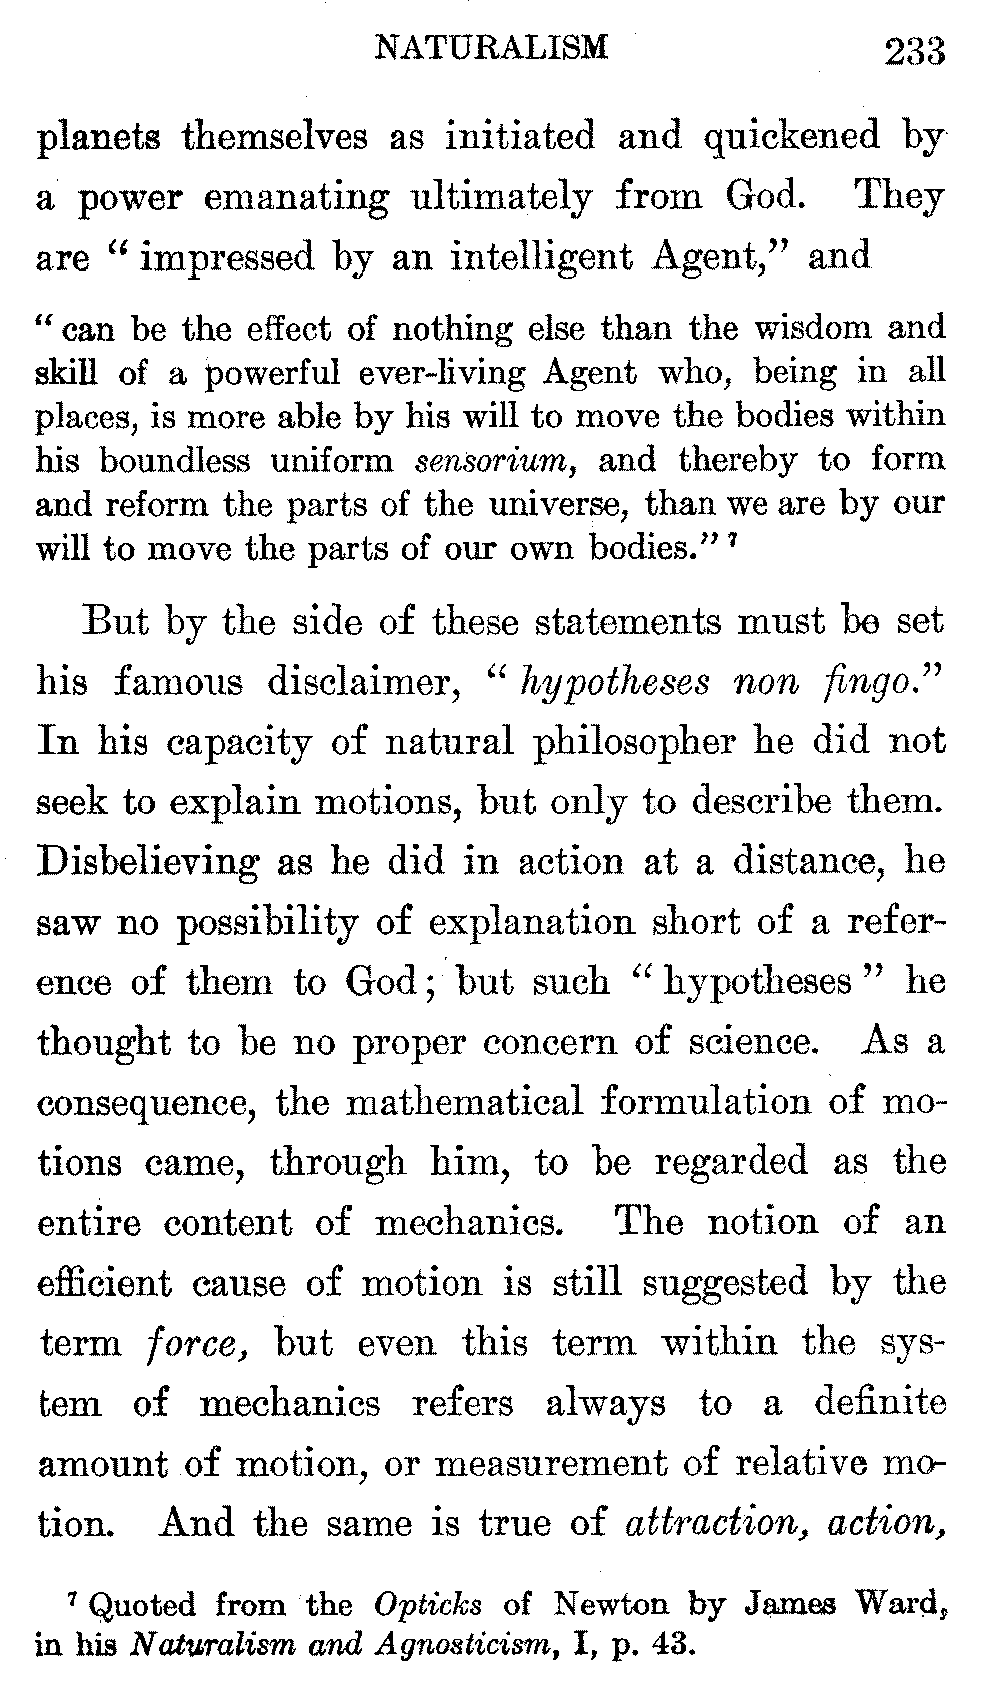 NATURALISM 233
planets themselves as initiated and quickened by
a power emanating ultimately from God. They
are “ impressed by an intelligent Agent,” and
“ can be the effect of nothing else than the wisdom and
skill of a powerful ever-living Agent who, being in all
places, is more able by his will to move the bodies within
his boundless uniform sensorium, and thereby to form
and reform the parts of the universe, than we are by our
will to move the parts of our own bodies.” 7
But by the side of these statements must be set
his famous disclaimer, “ hypotheses non fingo.”
In his capacity of natural philosopher he did not
seek to explain motions, but only to describe them.
Disbelieving as he did in action at a distance, he
saw no possibility of explanation short of a refer-
ence of them to God ; but such “ hypotheses ” he
thought to be no proper concern of science. As a
consequence, the mathematical formulation of mo-
tions came, through him, to be regarded as the
entire content of mechanics. The notion of an
efficient cause of motion is still suggested by the
term force, but even this term within the sys-
tem of mechanics refers always to a definite
amount of motion, or measurement of relative mo-
tion. And the same is true of attraction, action,
7 Quoted from the Opticks of Newton by James Ward,
in his Naturalism and Agnosticism, I, p. 43.